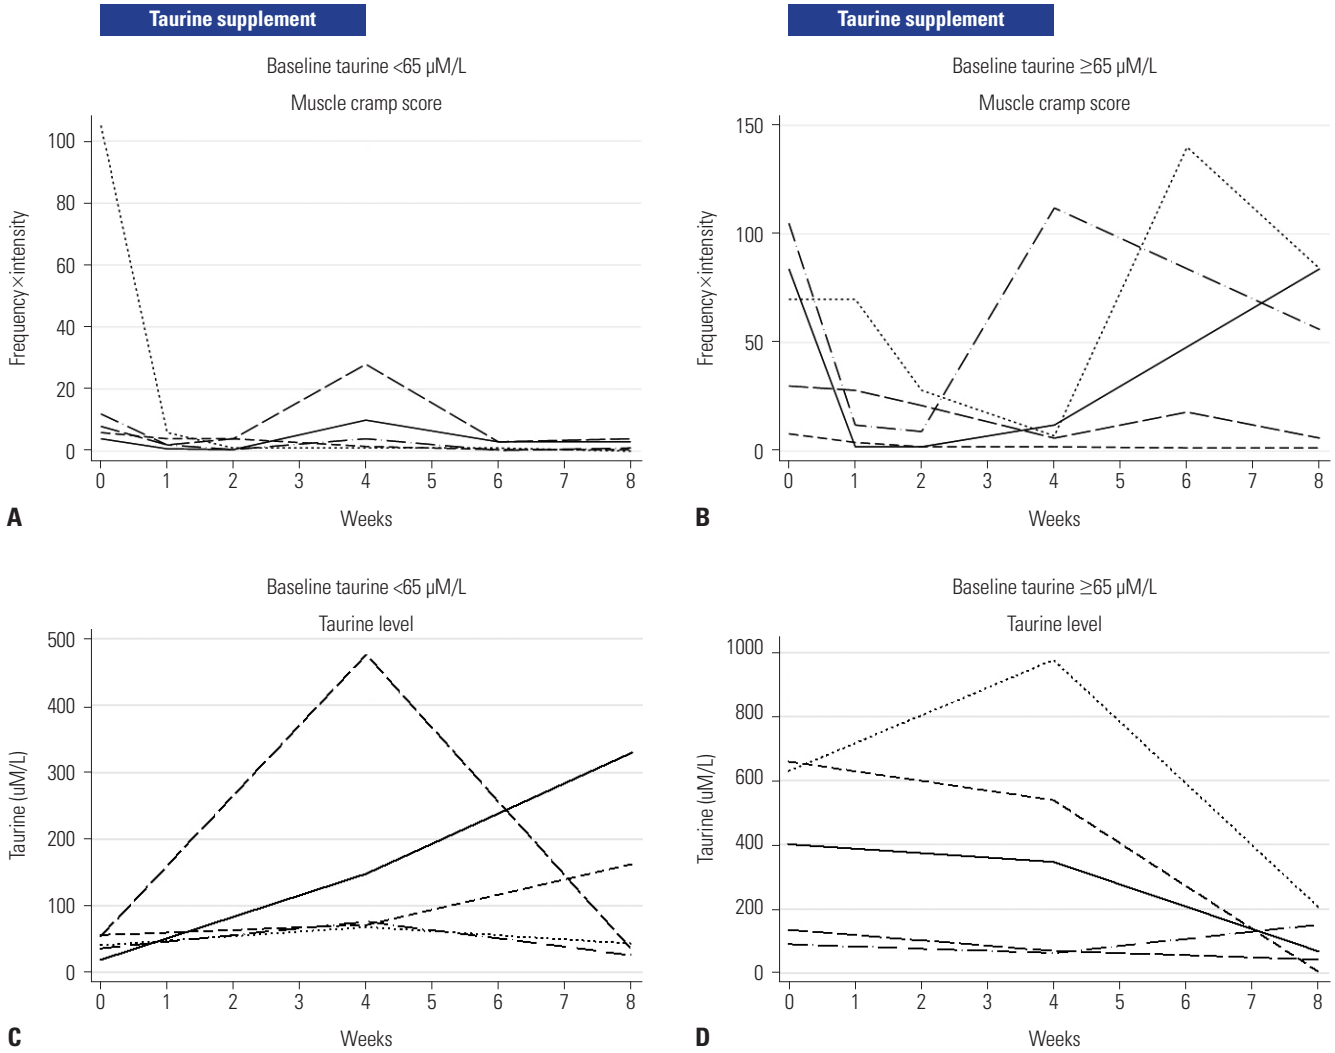 Taurine supplement
Baseline taurine <65 µM/L
Muscle cramp score
Frequency×intensity
100
80
60
40
20
0
0 1 2 3 4 5 6 7 8
Weeks
A
Taurine supplement
Baseline taurine ≥65 µM/L
Muscle cramp score
Frequency×intensity
150
100
50
0
0 1 2 3 4 5 6 7 8
Weeks
B
Baseline taurine <65 µM/L
Taurine level
Taurine (uM/L)
500
400
300
200
100
0
0 1 2 3 4 5 6 7 8
Weeks
C
Baseline taurine ≥65 µM/L
Taurine level
Taurine (uM/L)
1000
800
600
400
200
0
0 1 2 3 4 5 6 7 8
Weeks
D